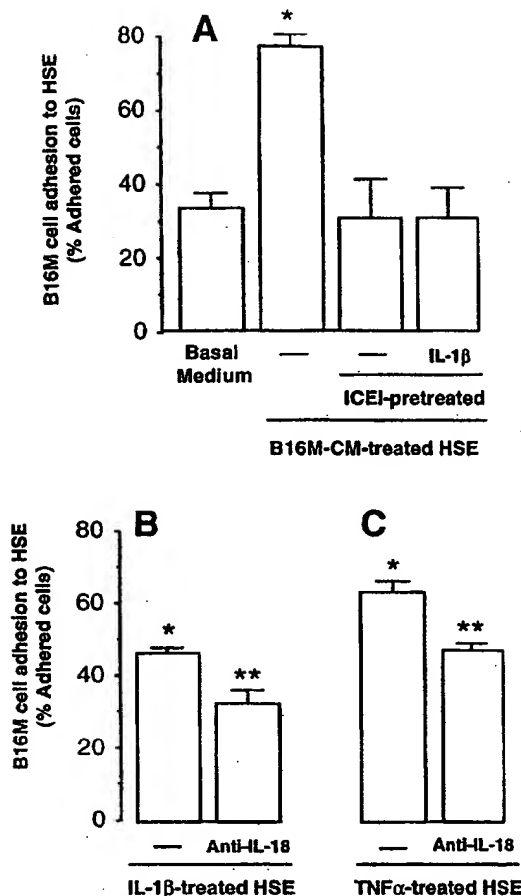 A
*
B16M cell adhesion to HSE
(% Adhered cells)
80
60
40
20
0
Basal
Medium
—
—
IL-1β
ICEI-pretreated
B16M-CM-treated HSE
B
C
B16M cell adhesion to HSE
(% Adhered cells)
80
60
40
20
0
*
**
*
**
—
Anti-IL-18
—
Anti-IL-18
IL-1β-treated HSE
TNFα-treated HSE